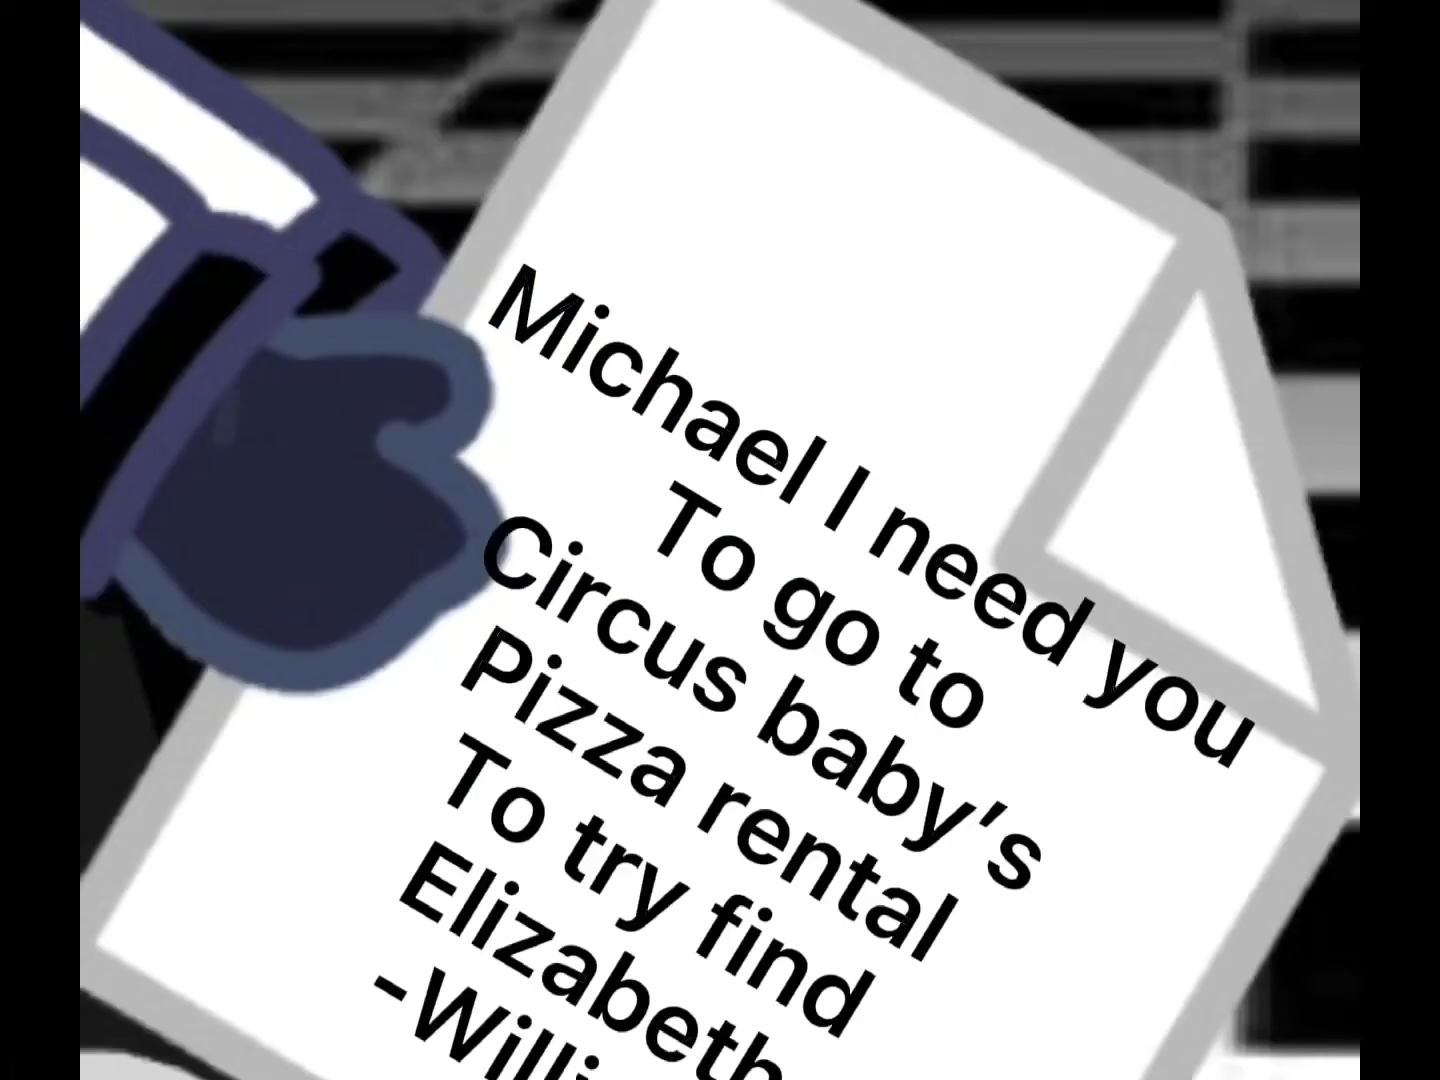 Michael I need you
To go to
Circus baby's
Pizza rental
To try find
Elizabeth